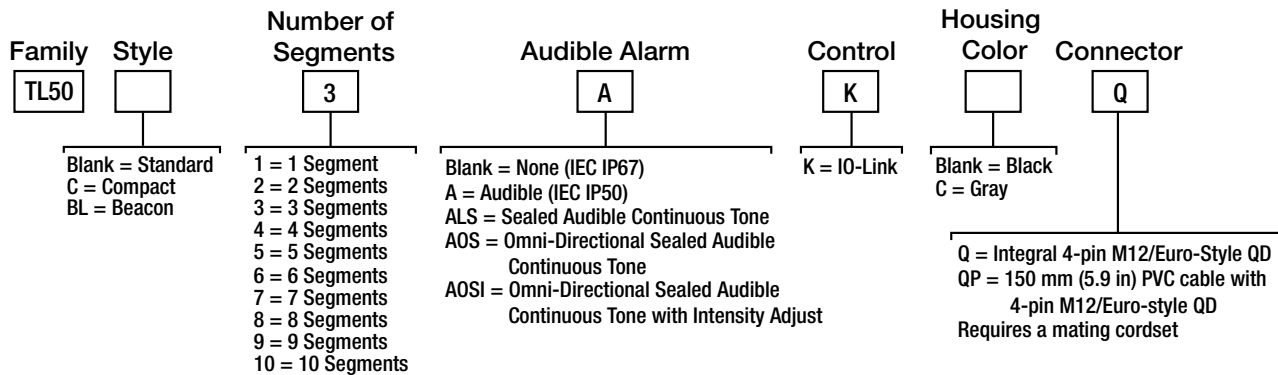 Family
Style
Number of
Segments
Audible Alarm
Control
Housing
Color
Connector
TL50
3
A
K
Q
Blank = Standard
C = Compact
BL = Beacon
1 = 1 Segment
2 = 2 Segments
3 = 3 Segments
4 = 4 Segments
5 = 5 Segments
6 = 6 Segments
7 = 7 Segments
8 = 8 Segments
9 = 9 Segments
10 = 10 Segments
Blank = None (IEC IP67)
A = Audible (IEC IP50)
ALS = Sealed Audible Continuous Tone
AOS = Omni-Directional Sealed Audible
Continuous Tone
AOSI = Omni-Directional Sealed Audible
Continuous Tone with Intensity Adjust
K = IO-Link
Blank = Black
C = Gray
Q = Integral 4-pin M12/Euro-Style QD
QP = 150 mm (5.9 in) PVC cable with
4-pin M12/Euro-style QD
Requires a mating cordset